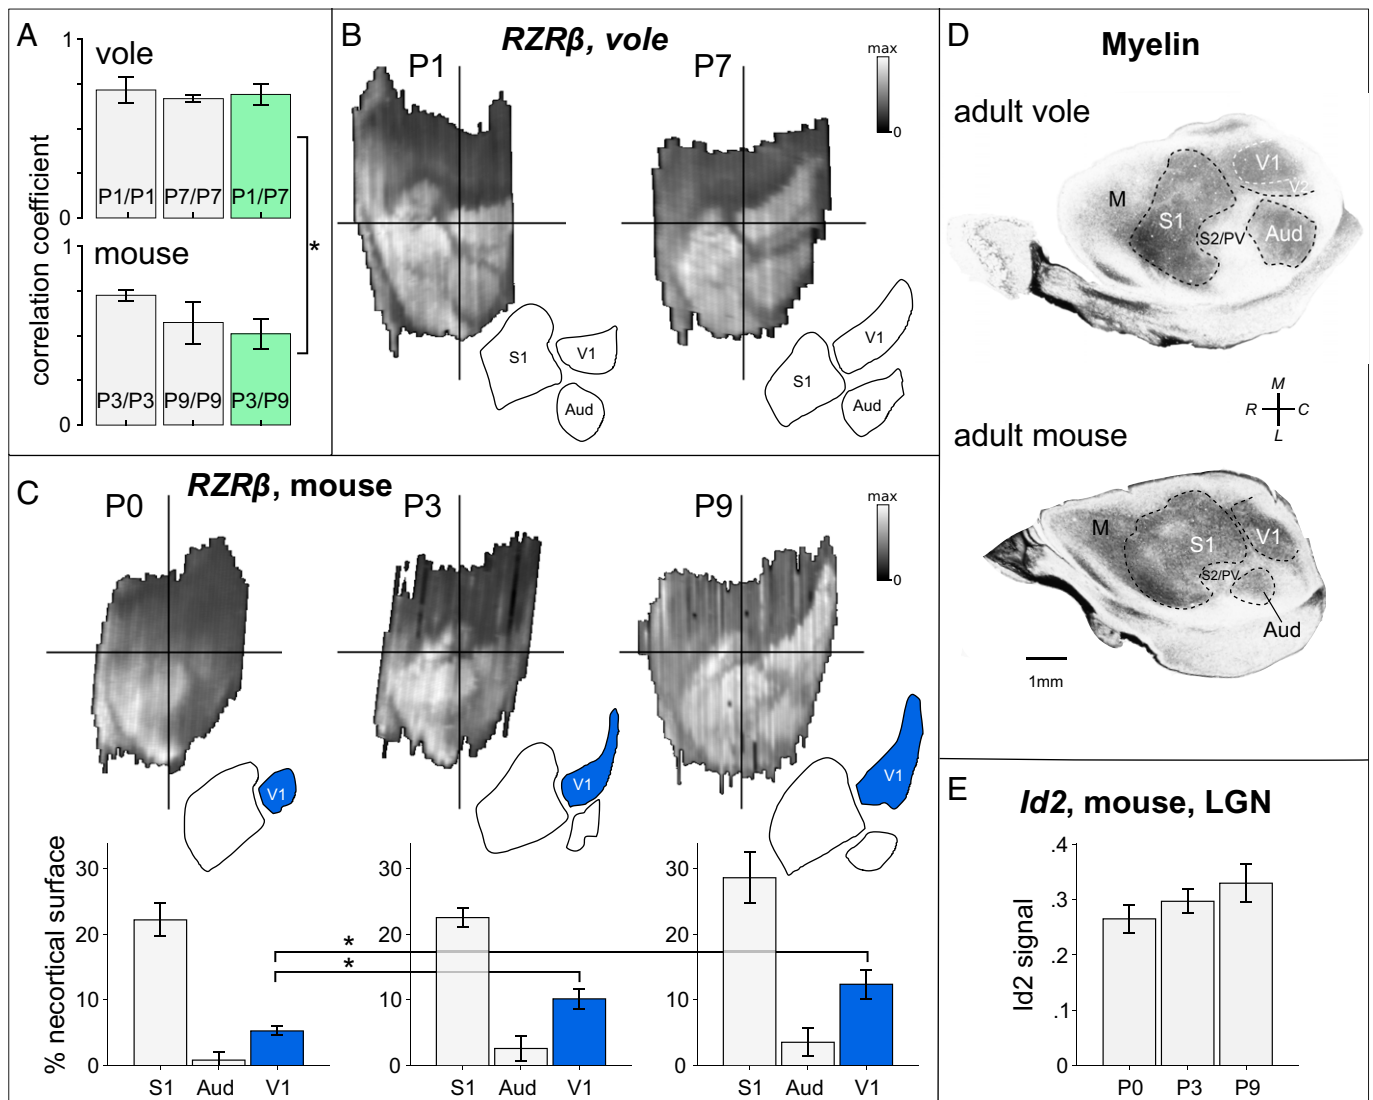 A
1
vole
P1/P1 P7/P7 P1/P7
0
1
mouse
P3/P3 P9/P9 P3/P9
0
correlation coefficient
*
B
RZRβ, vole
P1
P7
max
0
S1
V1
Aud
S1
V1
Aud
C
RZRβ, mouse
P0
P3
P9
max
0
V1
V1
V1
% necortical surface
30
20
10
0
S1 Aud V1
30
20
10
0
S1 Aud V1
30
20
10
0
S1 Aud V1
*
*
D
Myelin
adult vole
M
S1
S2/PV
V1
V2
Aud
M
R C
L
adult mouse
M
S1
V1
S2/PV
Aud
1mm
E
Id2, mouse, LGN
Id2 signal
.4
.3
.2
.1
0
P0 P3 P9